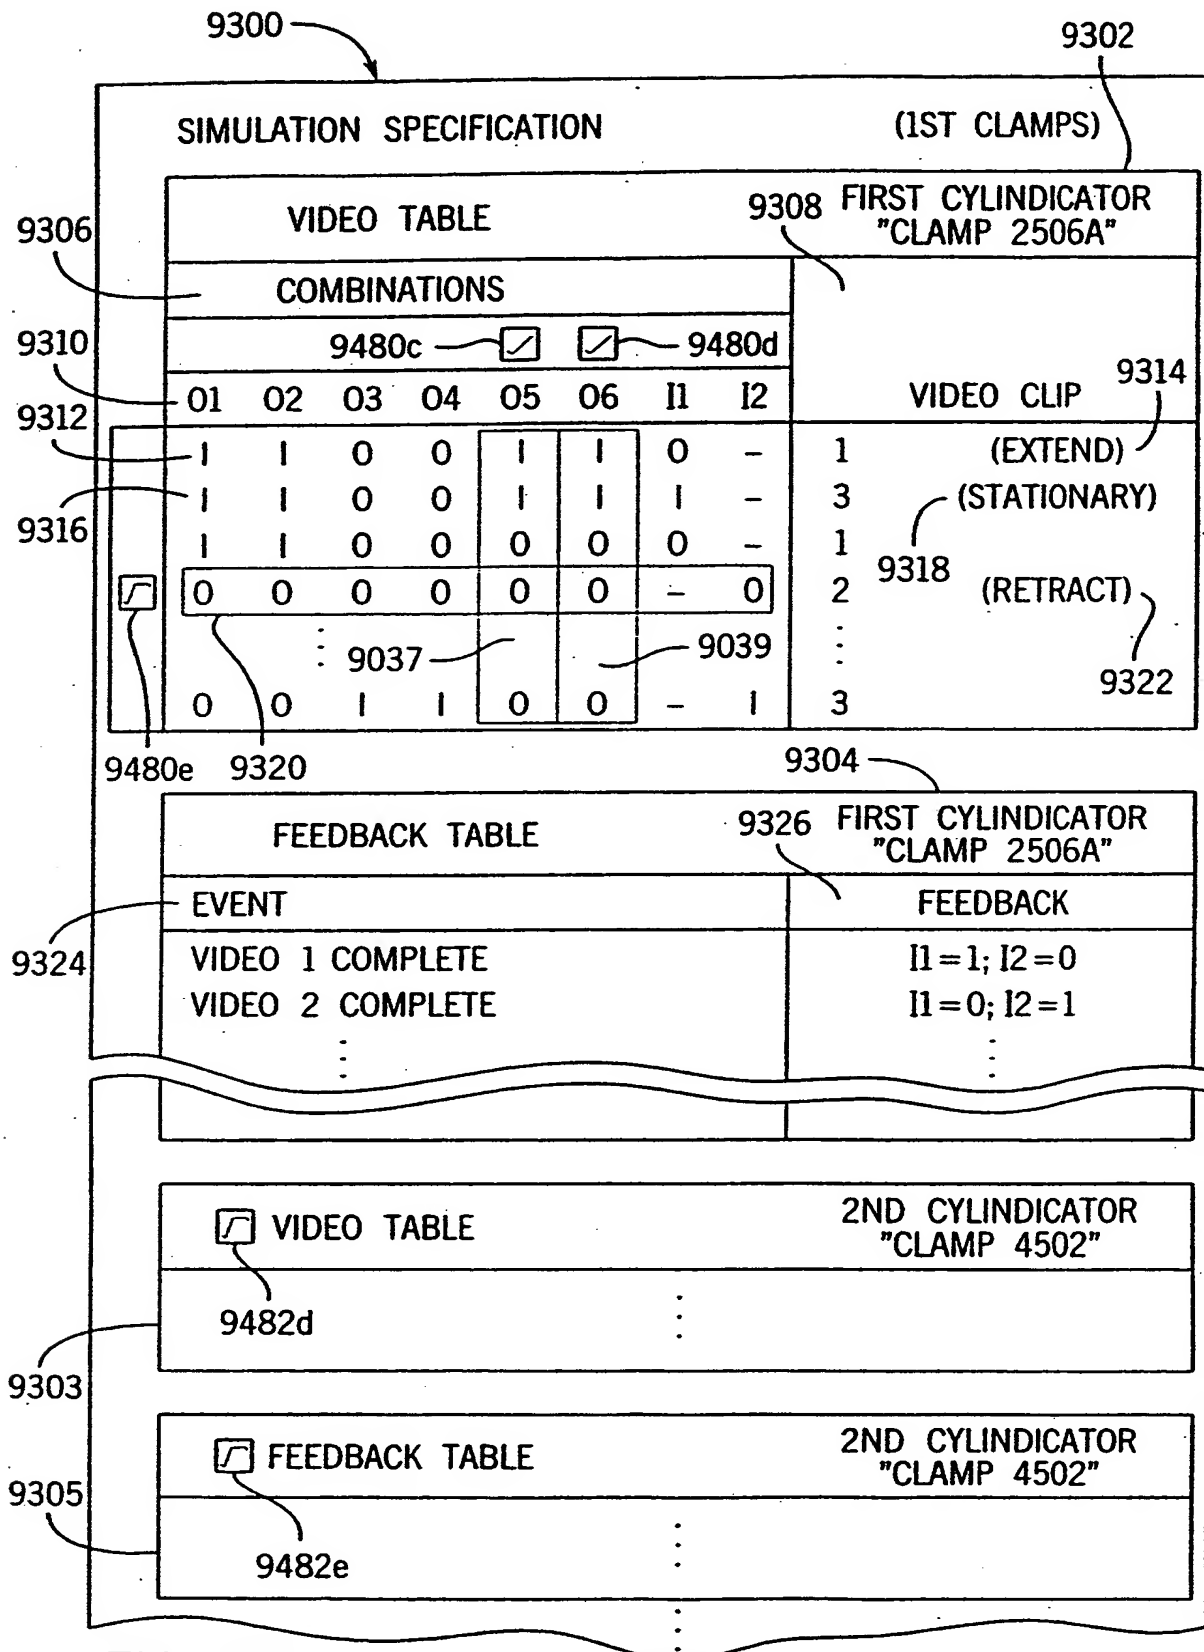 9300
9302
SIMULATION SPECIFICATION (1ST CLAMPS)
VIDEO TABLE 9308 FIRST CYLINDICATOR
"CLAMP 2506A"
9306
COMBINATIONS
9310 9480c 9480d
O1 O2 O3 O4 O5 O6 I1 I2 VIDEO CLIP 9314
9312
1 1 0 0 1 1 0 – 1 (EXTEND)
1 1 0 0 1 1 1 – 3 (STATIONARY)
9316
1 1 0 0 0 0 0 – 1
9318
0 0 0 0 0 0 – 0 2 (RETRACT)
9037 9039
9322
0 0 1 1 0 0 – 1 3
9480e 9320
9304
FEEDBACK TABLE 9326 FIRST CYLINDICATOR
"CLAMP 2506A"
EVENT FEEDBACK
9324
VIDEO 1 COMPLETE I1=1; I2=0
VIDEO 2 COMPLETE I1=0; I2=1
VIDEO TABLE 2ND CYLINDICATOR
"CLAMP 4502"
9482d
9303
FEEDBACK TABLE 2ND CYLINDICATOR
"CLAMP 4502"
9305
9482e